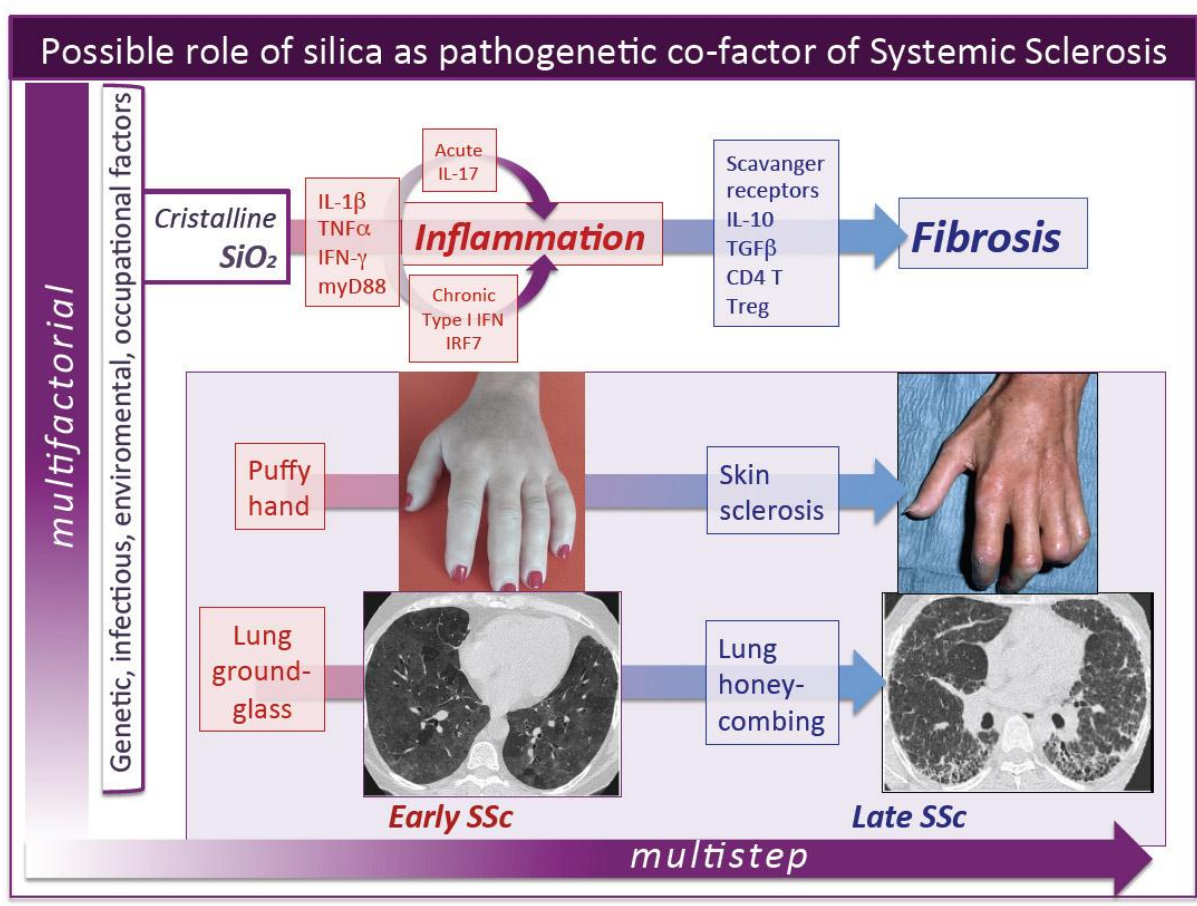 Possible role of silica as pathogenetic co-factor of Systemic Sclerosis
multifactorial
Genetic, infectious, enviromental, occupational factors
Cristalline
SiO₂
IL-1β
TNFα
IFN-γ
myD88
Acute
IL-17
Inflammation
Chronic
Type I IFN
IRF7
Scavanger
receptors
IL-10
TGFβ
CD4 T
Treg
Fibrosis
Puffy
hand
Skin
sclerosis
Lung
ground-
glass
Lung
honey-
combing
Early SSc
Late SSc
multistep